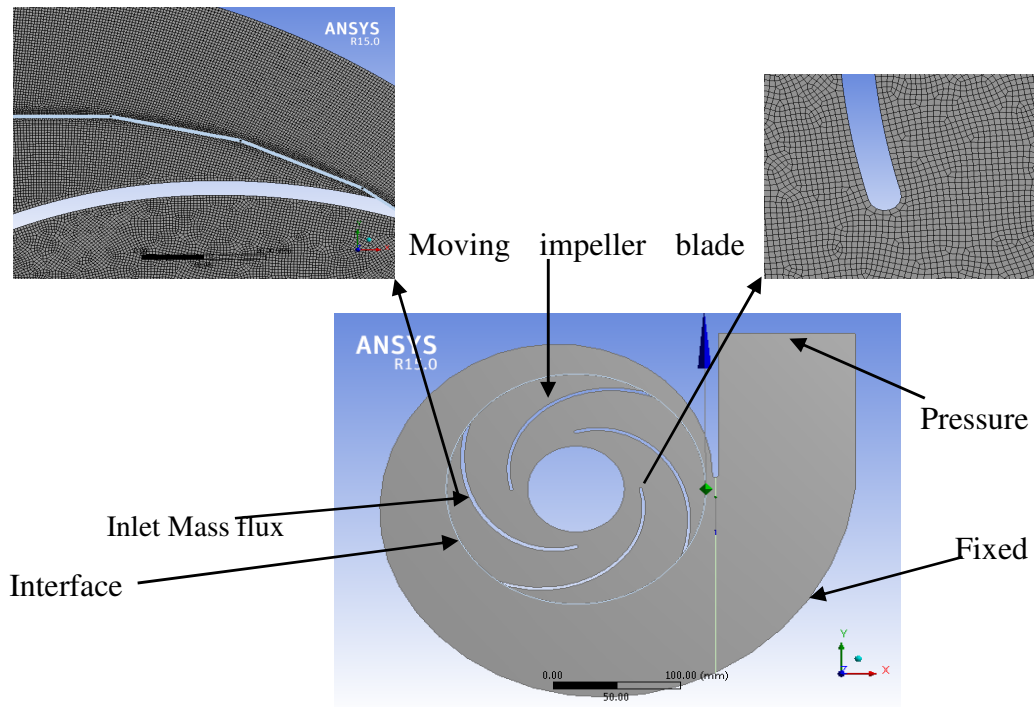 ANSYS
R15.0
Moving impeller blade
ANSYS
R15.0
Pressure
Inlet Mass flux
Fixed
Interface
Y
Z
X
0.00
100.00 (mm)
50.00